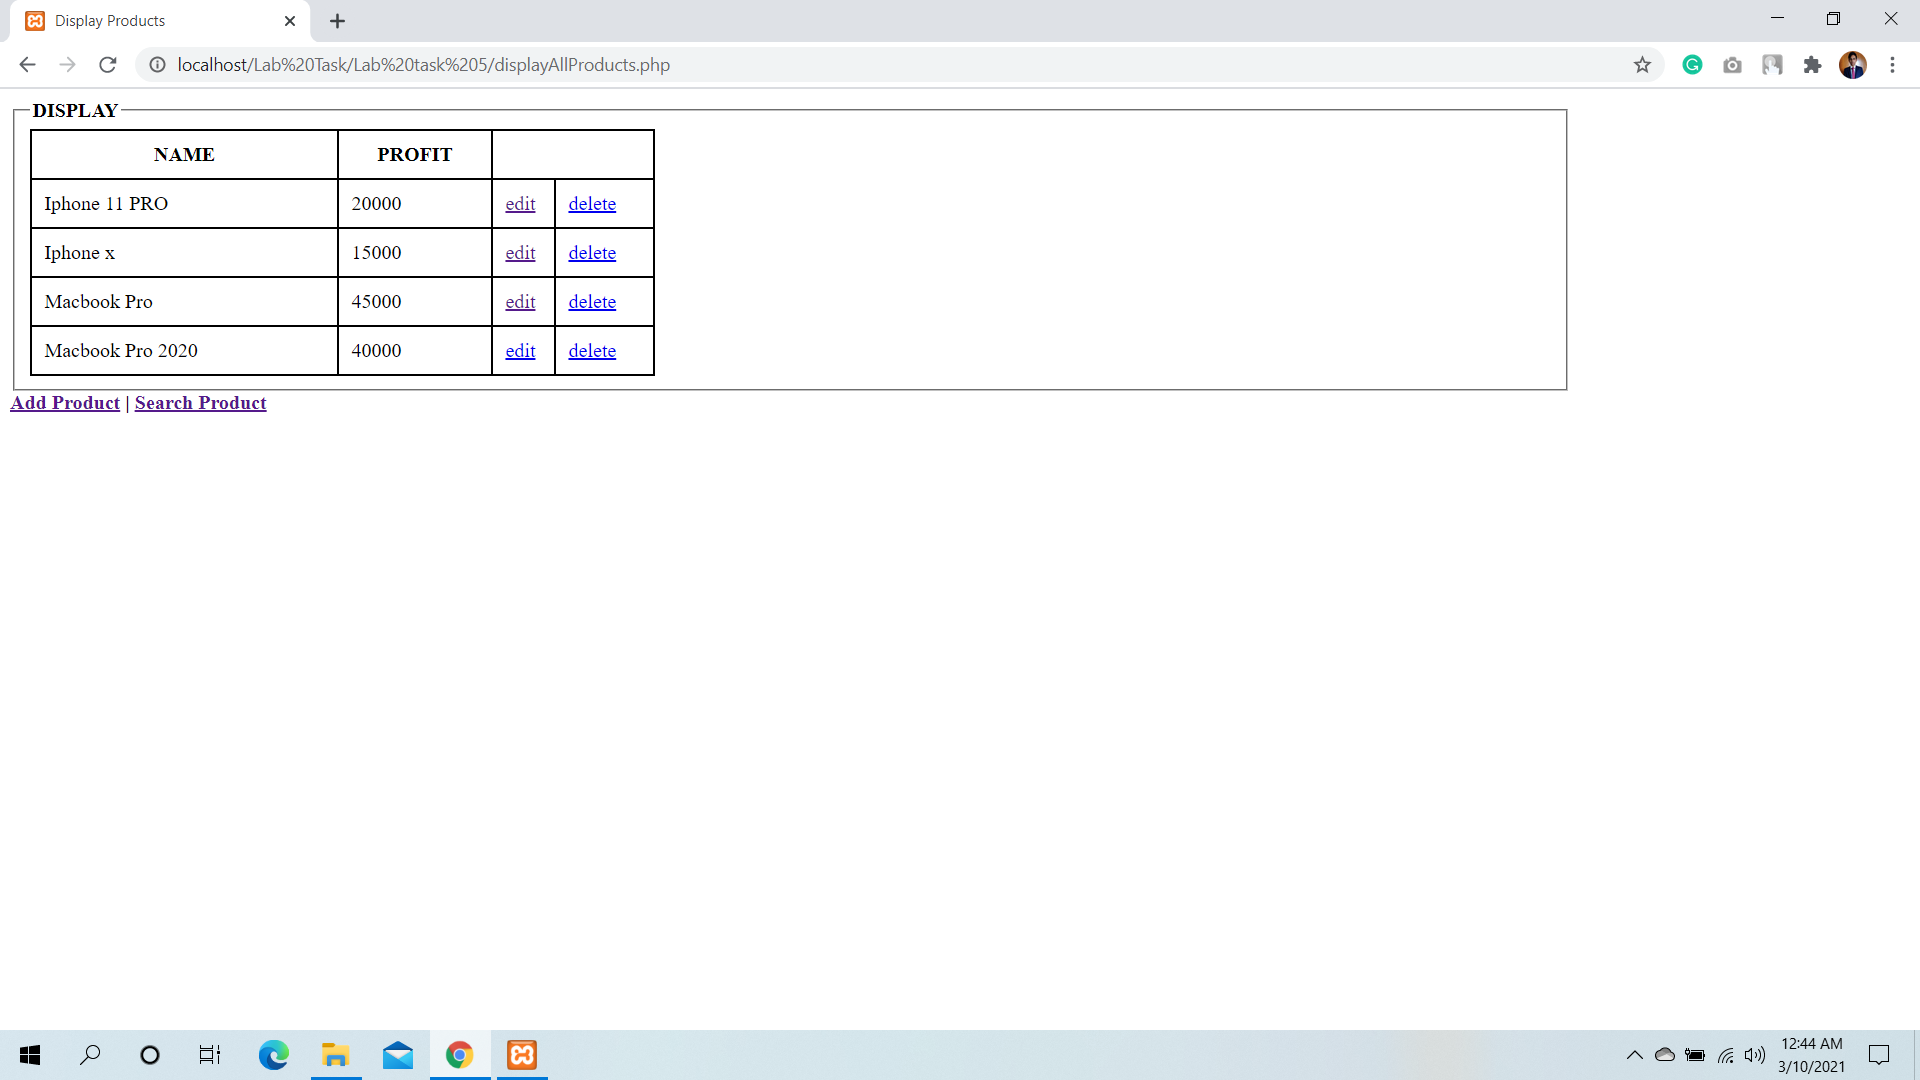 Display Products
localhost/Lab%20Task/Lab%20task%205/displayAllProducts.php
DISPLAY
NAME PROFIT
Iphone 11 PRO 20000 edit delete
Iphone x 15000 edit delete
Macbook Pro 45000 edit delete
Macbook Pro 2020 40000 edit delete
Add Product | Search Product
12:44 AM
3/10/2021